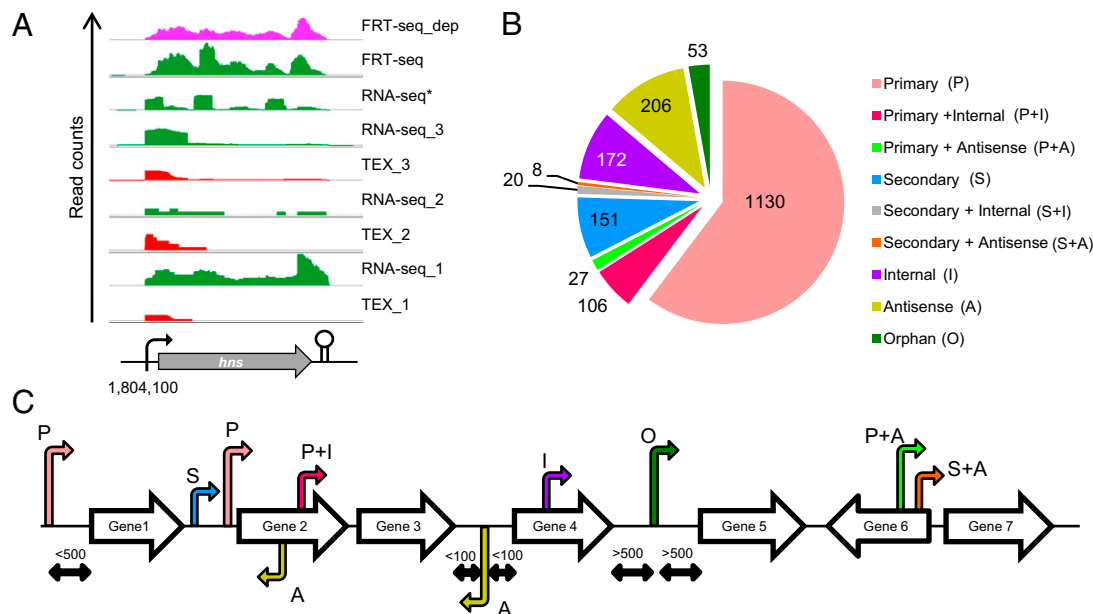 A
Read counts
FRT-seq_dep
FRT-seq
RNA-seq*
RNA-seq_3
TEX_3
RNA-seq_2
TEX_2
RNA-seq_1
TEX_1
hns
1,804,100
B
53
206
172
8
20
151
27
106
1130
Primary (P)
Primary +Internal (P+I)
Primary + Antisense (P+A)
Secondary (S)
Secondary + Internal (S+I)
Secondary + Antisense (S+A)
Internal (I)
Antisense (A)
Orphan (O)
C
P
S
P
P+I
I
O
P+A
S+A
Gene1
Gene 2
Gene 3
Gene 4
Gene 5
Gene 6
Gene 7
<500
A
<100
<100
A
>500
>500